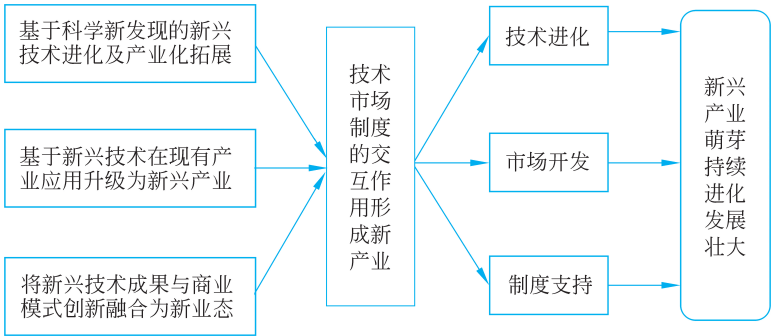 基于科学新发现的新兴
技术进化及产业化拓展
基于新兴技术在现有产
业应用升级为新兴产业
将新兴技术成果与商业
模式创新融合为新业态
技术
市场
制度
的交
互作
用形
成新
产业
技术进化
市场开发
制度支持
新兴
产业
萌芽
持续
进化
发展
壮大